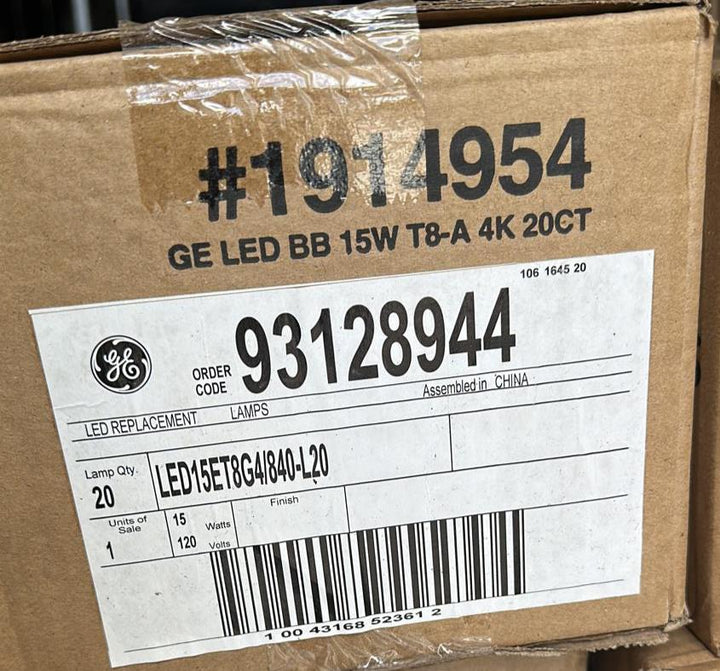 #1914954
GE LED BB 15W T8-A 4K 20CT
106 1645 20
GE
ORDER CODE 93128944
Assembled in CHINA
LED REPLACEMENT LAMPS
Lamp Qty. 20
LED15ET8G4/840-L20
Units of Sale 1
15 Watts
120 Volts
Finish
1 00 43168 52361 2